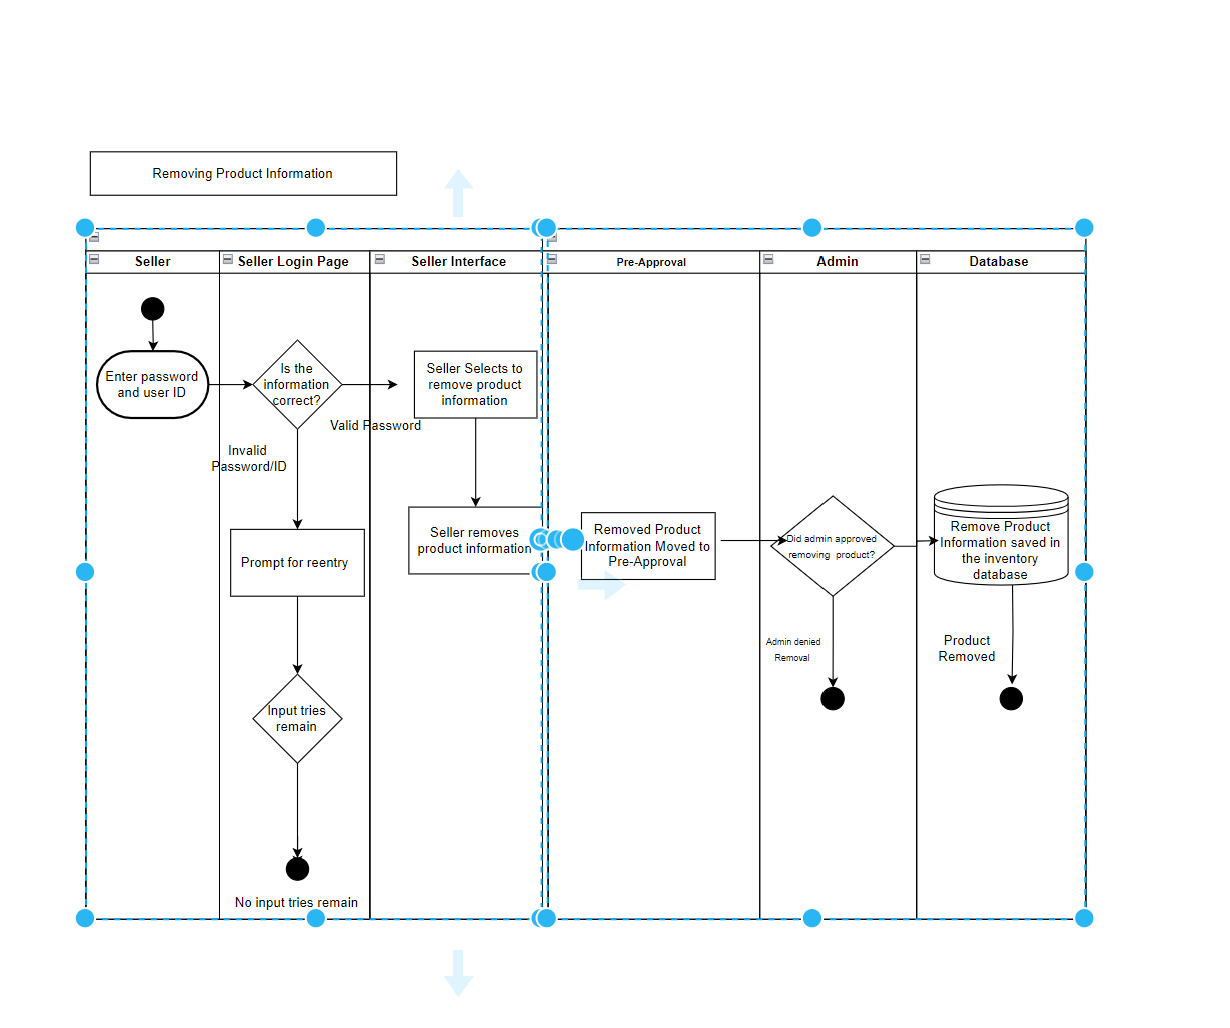 Removing Product Information
Seller
Seller Login Page
Seller Interface
Pre-Approval
Admin
Database
Enter password
and user ID
Is the
information
correct?
Valid Password
Invalid
Password/ID
Seller Selects to
remove product
information
Prompt for reentry
Input tries
remain
No input tries remain
Seller removes
product information
Removed Product
Information Moved to
Pre-Approval
Did admin approved
removing product?
Admin denied
Removal
Remove Product
Information saved in
the inventory
database
Product
Removed